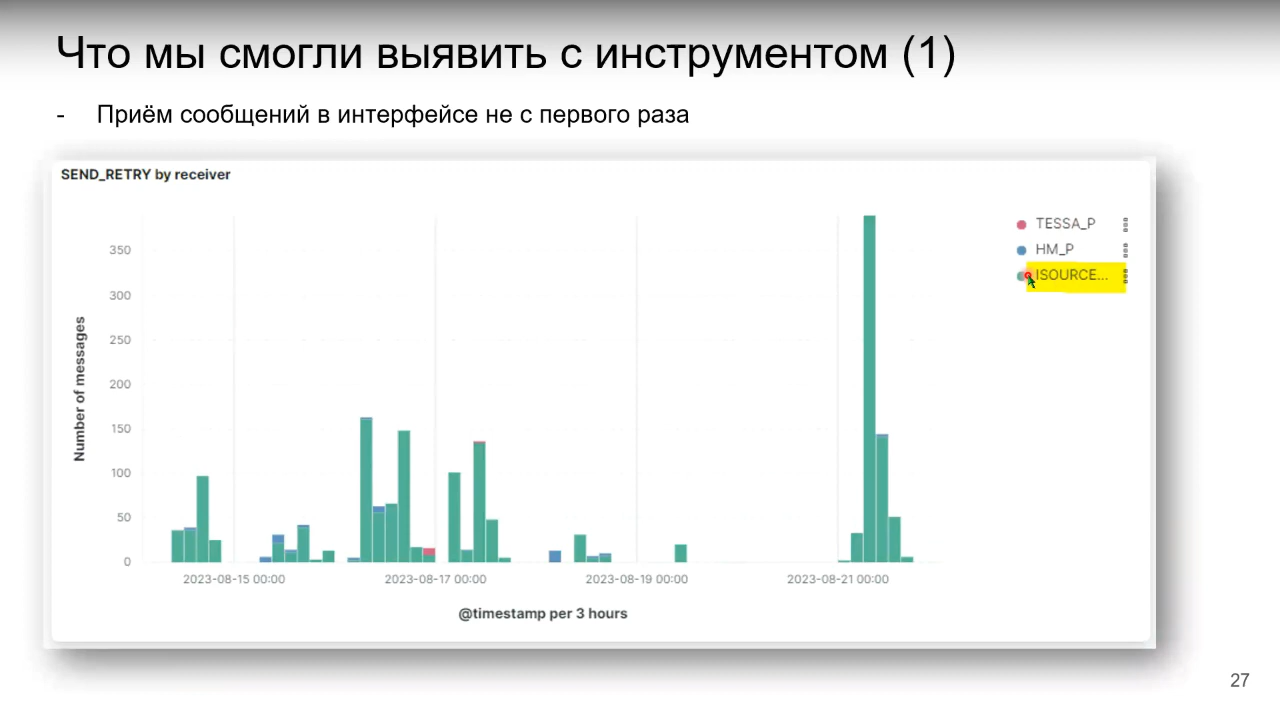 Что мы смогли выявить с инструментом (1)
- Приём сообщений в интерфейсе не с первого раза
SEND_RETRY by receiver
TESSA_P
HM_P
ISOURCE...
Number of messages
350
300
250
200
150
100
50
0
2023-08-15 00:00 2023-08-17 00:00 2023-08-19 00:00 2023-08-21 00:00
@timestamp per 3 hours
27